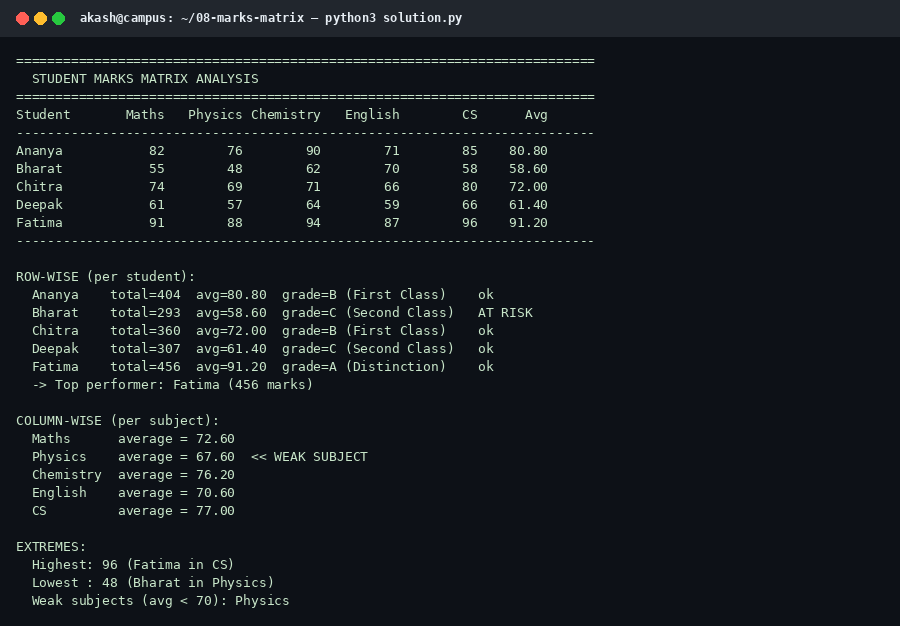 akash@campus: ~/08-marks-matrix — python3 solution.py
==========================================================================
  STUDENT MARKS MATRIX ANALYSIS
==========================================================================
Student       Maths   Physics Chemistry   English        CS      Avg
--------------------------------------------------------------------------
Ananya           82        76        90        71        85    80.80
Bharat           55        48        62        70        58    58.60
Chitra           74        69        71        66        80    72.00
Deepak           61        57        64        59        66    61.40
Fatima           91        88        94        87        96    91.20
--------------------------------------------------------------------------
ROW-WISE (per student):
  Ananya    total=404  avg=80.80  grade=B (First Class)    ok
  Bharat    total=293  avg=58.60  grade=C (Second Class)   AT RISK
  Chitra    total=360  avg=72.00  grade=B (First Class)    ok
  Deepak    total=307  avg=61.40  grade=C (Second Class)   ok
  Fatima    total=456  avg=91.20  grade=A (Distinction)    ok
  -> Top performer: Fatima (456 marks)
COLUMN-WISE (per subject):
  Maths      average = 72.60
  Physics    average = 67.60  << WEAK SUBJECT
  Chemistry  average = 76.20
  English    average = 70.60
  CS         average = 77.00
EXTREMES:
  Highest: 96 (Fatima in CS)
  Lowest : 48 (Bharat in Physics)
  Weak subjects (avg < 70): Physics